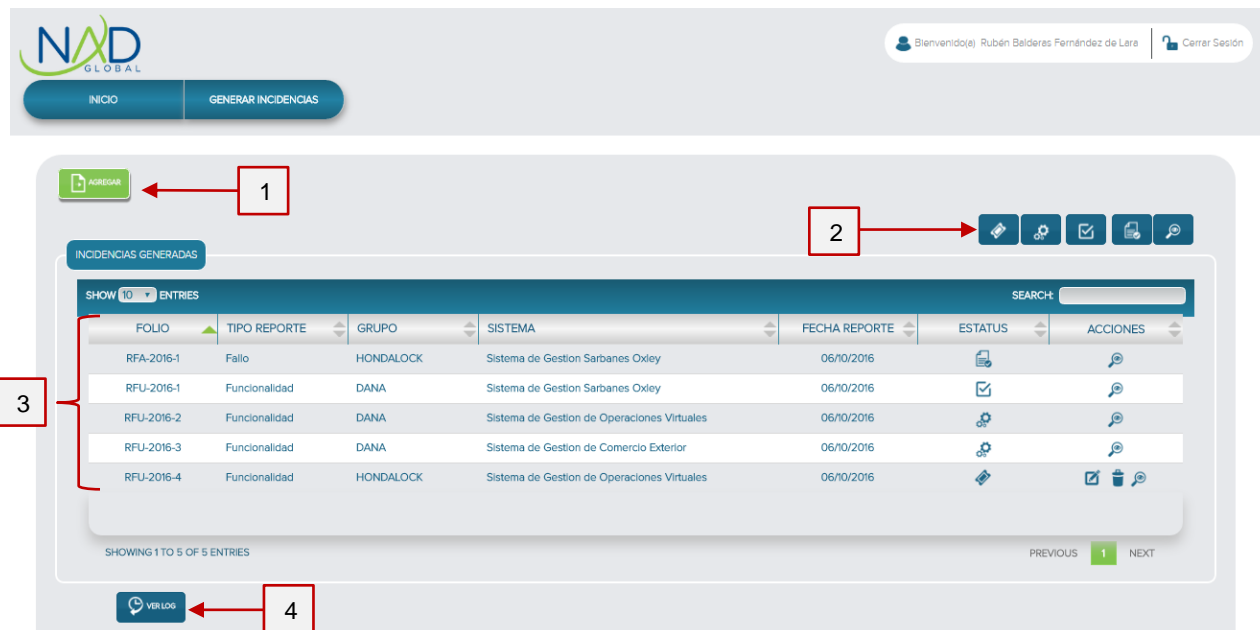 NAD
GLOBAL
Bienvenido(a) Rubén Balderas Fernández de Lara Cerrar Sesión
INICIO GENERAR INCIDENCIAS
AGREGAR
1
2
INCIDENCIAS GENERADAS
SHOW 10 ENTRIES SEARCH:
FOLIO TIPO REPORTE GRUPO SISTEMA FECHA REPORTE ESTATUS ACCIONES
RFA-2016-1 Fallo HONDALOCK Sistema de Gestion Sarbanes Oxley 06/10/2016
RFU-2016-1 Funcionalidad DANA Sistema de Gestion Sarbanes Oxley 06/10/2016
3
RFU-2016-2 Funcionalidad DANA Sistema de Gestion de Operaciones Virtuales 06/10/2016
RFU-2016-3 Funcionalidad DANA Sistema de Gestion de Comercio Exterior 06/10/2016
RFU-2016-4 Funcionalidad HONDALOCK Sistema de Gestion de Operaciones Virtuales 06/10/2016
SHOWING 1 TO 5 OF 5 ENTRIES PREVIOUS 1 NEXT
VER LOG
4